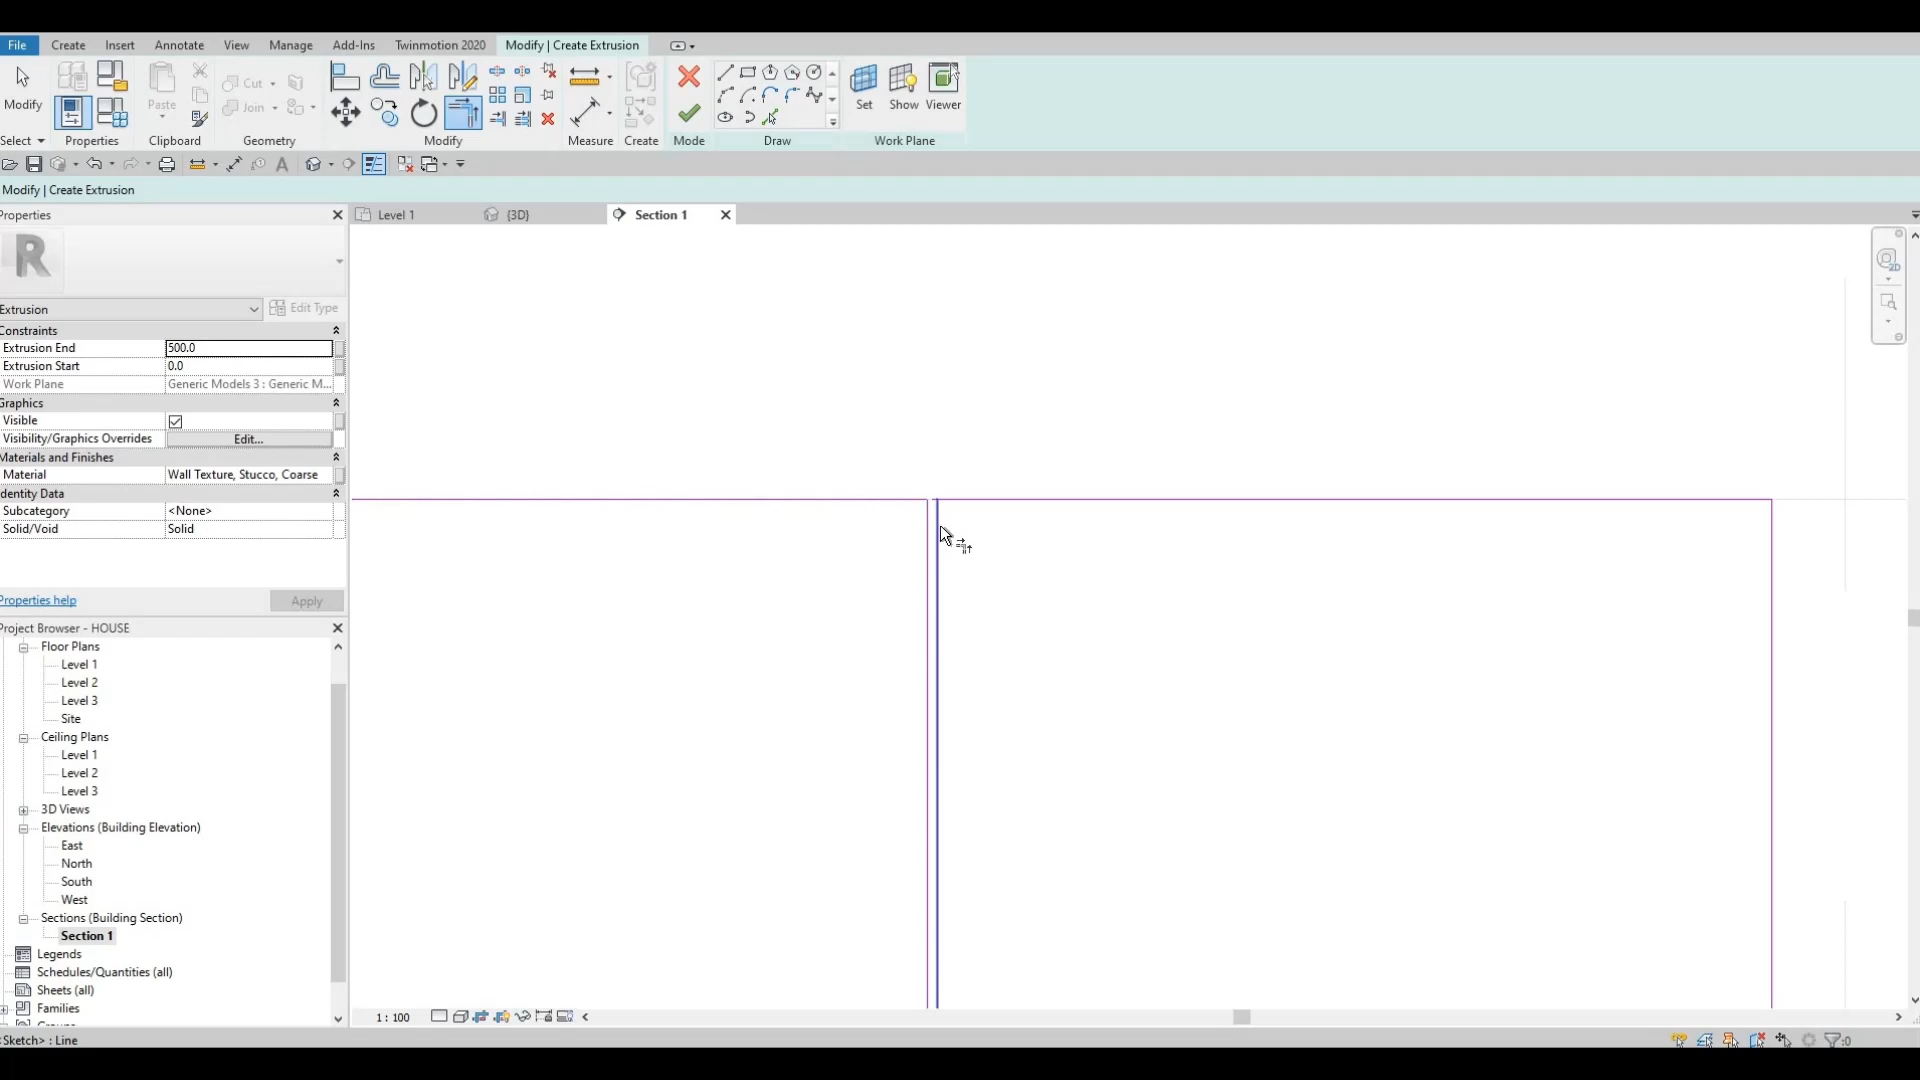 File Create Insert Annotate View Manage Add-Ins Twinmotion 2020 Modify | Create Extrusion
Cut
Modify Paste Join Set Show Viewer
Select Properties Clipboard Geometry Modify Measure Create Mode Draw Work Plane
Modify | Create Extrusion
Properties
Level 1 {3D} Section 1
R
Extrusion Edit Type
Constraints
Extrusion End 500.0
Extrusion Start 0.0
Work Plane Generic Models 3 : Generic M...
Graphics
Visible
Visibility/Graphics Overrides Edit...
Materials and Finishes
Material Wall Texture, Stucco, Coarse
dentity Data
Subcategory <None>
Solid/Void Solid
Properties help Apply
Project Browser - HOUSE
Floor Plans
Level 1
Level 2
Level 3
Site
Ceiling Plans
Level 1
Level 2
Level 3
3D Views
Elevations (Building Elevation)
East
North
South
West
Sections (Building Section)
Section 1
Legends
Schedules/Quantities (all)
Sheets (all)
Families
1 : 100
<Sketch> : Line
:0
2D